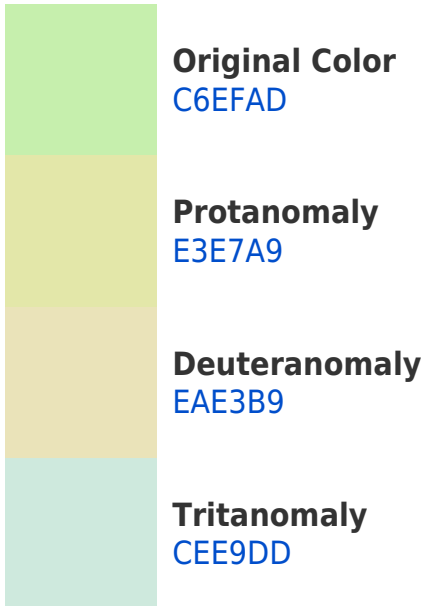 Original Color
C6EFAD
Protanomaly
E3E7A9
Deuteranomaly
EAE3B9
Tritanomaly
CEE9DD